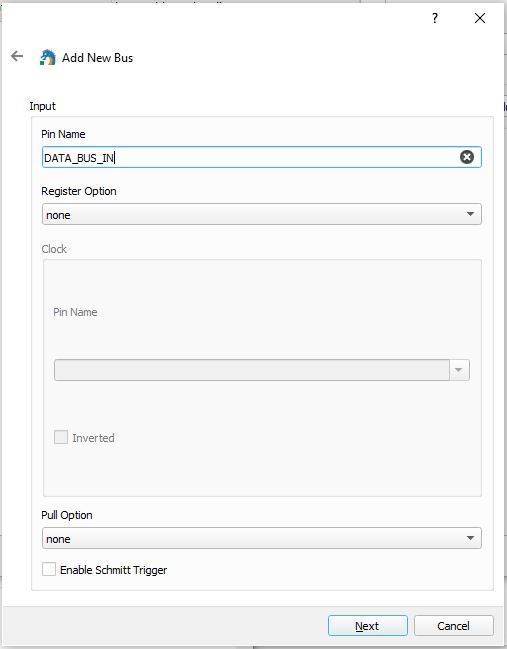 ?
Add New Bus
Input
Pin Name
DATA_BUS_IN
Register Option
none
Clock
Pin Name
Inverted
Pull Option
none
Enable Schmitt Trigger
Next
Cancel